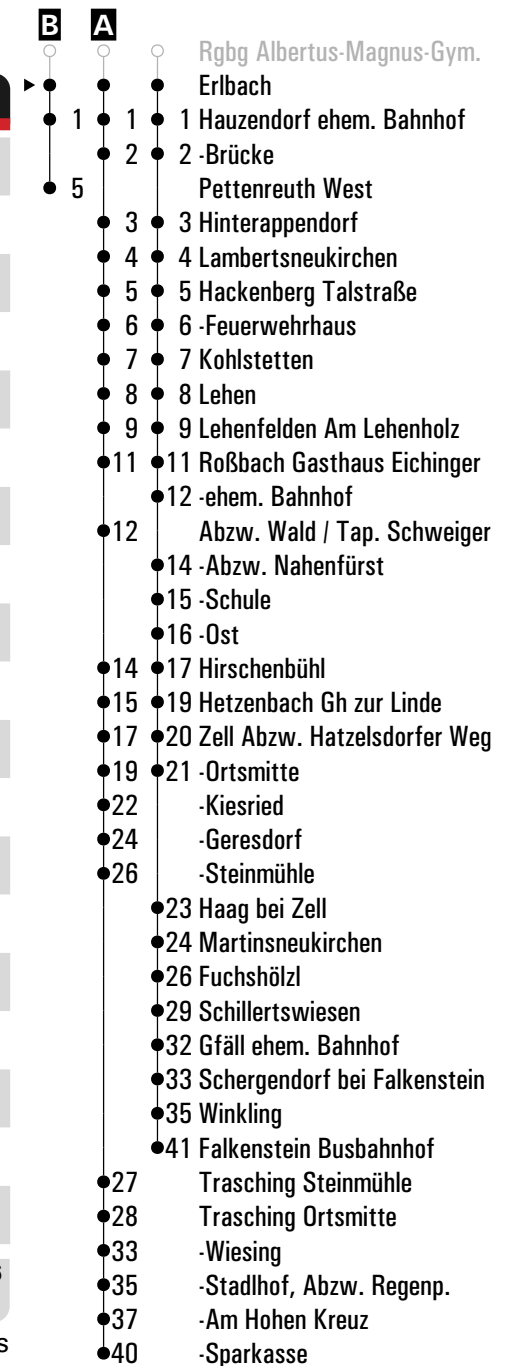 B A
Rgbg Albertus-Magnus-Gym.
Erlbach
1 1 1 Hauzendorf ehem. Bahnhof
2 2 -Brücke
5 Pettenreuth West
3 3 Hinterappendorf
4 4 Lambertsneukirchen
5 5 Hackenberg Talstraße
6 6 -Feuerwehrhaus
7 7 Kohlstetten
8 8 Lehen
9 9 Lehenfelden Am Lehenholz
11 11 Roßbach Gasthaus Eichinger
12 -ehem. Bahnhof
12 Abzw. Wald / Tap. Schweiger
14 -Abzw. Nahenfürst
15 -Schule
16 -Ost
14 17 Hirschenbühl
15 19 Hetzenbach Gh zur Linde
17 20 Zell Abzw. Hatzelsdorfer Weg
19 21 -Ortsmitte
22 -Kiesried
24 -Geresdorf
26 -Steinmühle
23 Haag bei Zell
24 Martinsneukirchen
26 Fuchshölzl
29 Schillertswiesen
32 Gfäll ehem. Bahnhof
33 Schergendorf bei Falkenstein
35 Winkling
41 Falkenstein Busbahnhof
27 Trasching Steinmühle
28 Trasching Ortsmitte
33 -Wiesing
35 -Stadlhof, Abzw. Regenp.
37 -Am Hohen Kreuz
s 40 -Sparkasse